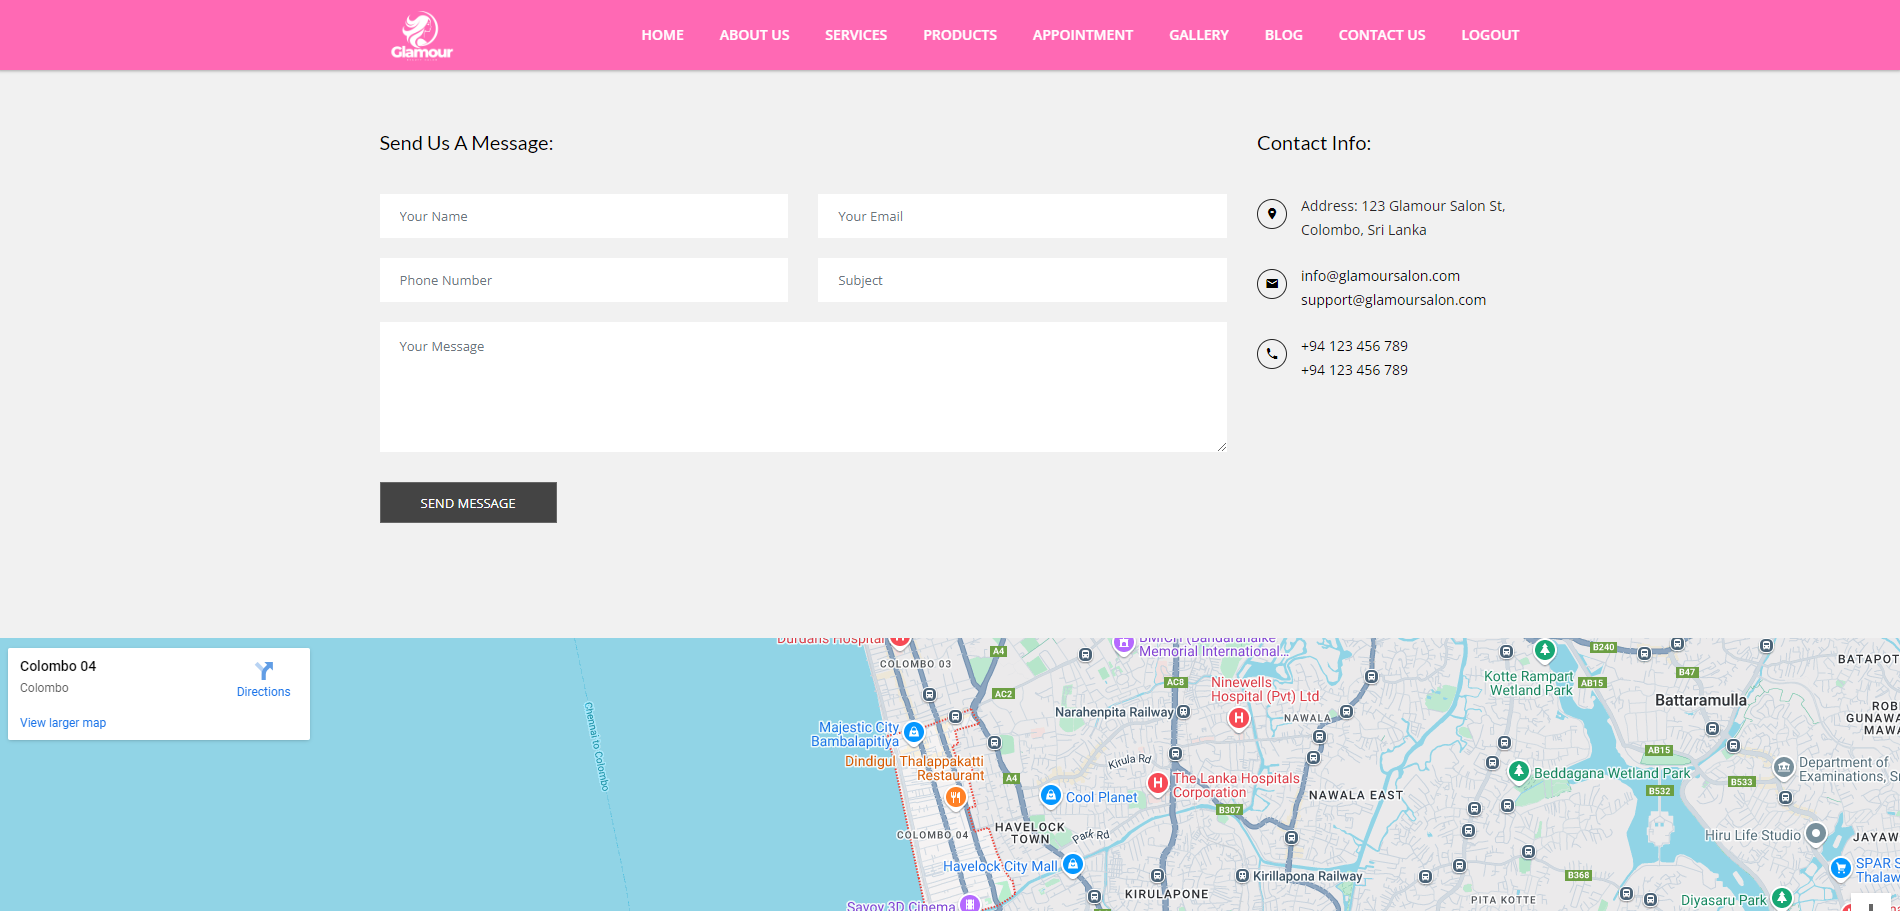 Glamour
HOME ABOUT US SERVICES PRODUCTS APPOINTMENT GALLERY BLOG CONTACT US LOGOUT
Send Us A Message:
Your Name
Your Email
Phone Number
Subject
Your Message
SEND MESSAGE
Contact Info:
Address: 123 Glamour Salon St,
Colombo, Sri Lanka
info@glamoursalon.com
support@glamoursalon.com
+94 123 456 789
+94 123 456 789
Colombo 04
Colombo
Directions
View larger map
Chennai to Colombo
Durdans Hospital
COLOMBO 03
A4
AC2
Majestic City
Bambalapitiya
Dindigul Thalappakatti
Restaurant
A4
COLOMBO 04
HAVELOCK
TOWN
Havelock City Mall
Savoy 3D Cinema
Cool Planet
Park Rd
Kirula Rd
BMICH (Bandaranaike
Memorial International...
AC8
Ninewells
Hospital (Pvt) Ltd
Narahenpita Railway
NAWALA
The Lanka Hospitals
Corporation
B307
NAWALA EAST
Kirillapona Railway
KIRULAPONE
B240
B47
Kotte Rampart
Wetland Park
AB15
Battaramulla
BATAPOT
ROB
GUNAWA
MAWA
AB15
Beddagana Wetland Park
B532
B533
Department of
Examinations, S
Hiru Life Studio
JAYAW
SPAR S
Thalaw
B368
PITA KOTTE
Diyasaru Park